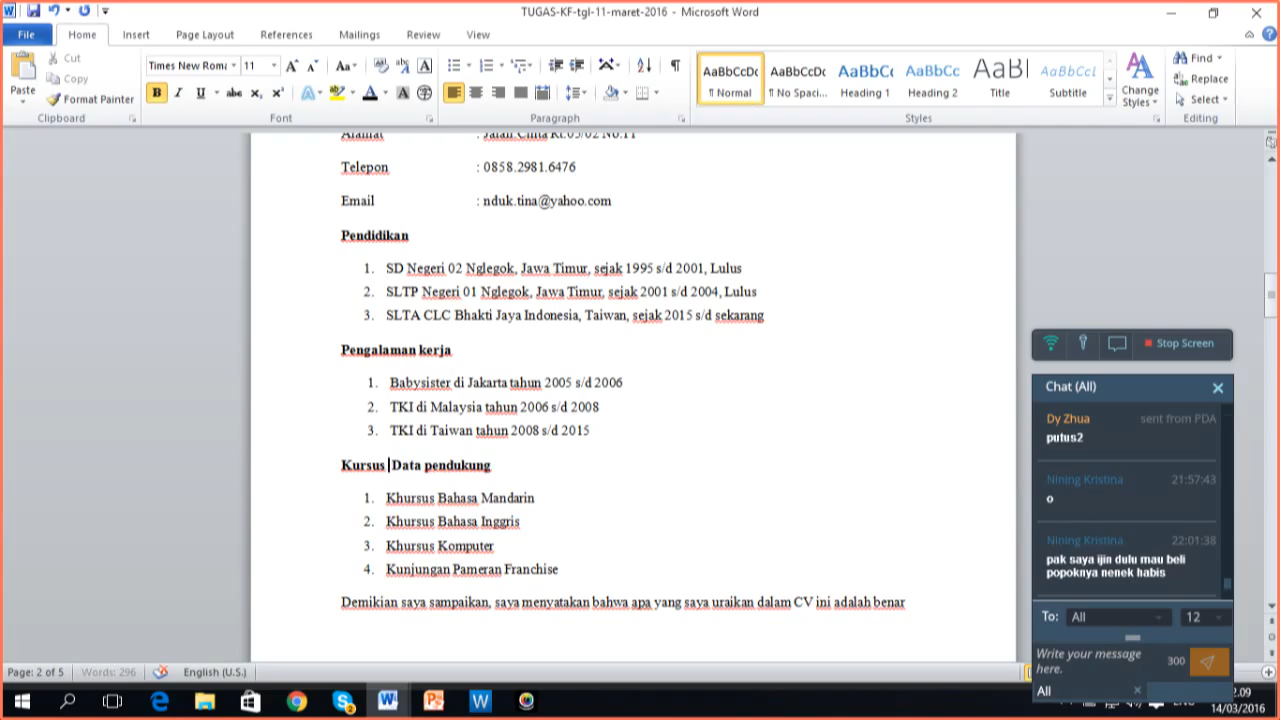 TUGAS-KF-tgl-11-maret-2016 - Microsoft Word
File Home Insert Page Layout References Mailings Review View
Paste
Cut
Copy
Format Painter
Clipboard
Times New Rom 11
Font
Paragraph
AaBbCcDc AaBbCcDc AaBbCc AaBbCc AaBl AaBbCcI
¶ Normal ¶ No Spaci... Heading 1 Heading 2 Title Subtitle
Change Styles
Styles
Find
Replace
Select
Editing
Telepon : 0858.2981.6476
Email : nduk.tina@yahoo.com
Pendidikan
1. SD Negeri 02 Nglegok, Jawa Timur, sejak 1995 s/d 2001, Lulus
2. SLTP Negeri 01 Nglegok, Jawa Timur, sejak 2001 s/d 2004, Lulus
3. SLTA CLC Bhakti Jaya Indonesia, Taiwan, sejak 2015 s/d sekarang
Pengalaman kerja
1. Babysister di Jakarta tahun 2005 s/d 2006
2. TKI di Malaysia tahun 2006 s/d 2008
3. TKI di Taiwan tahun 2008 s/d 2015
Kursus Data pendukung
1. Khursus Bahasa Mandarin
2. Khursus Bahasa Inggris
3. Khursus Komputer
4. Kunjungan Pameran Franchise
Demikian saya sampaikan, saya menyatakan bahwa apa yang saya uraikan dalam CV ini adalah benar
Stop Screen
Chat (All)
Dy Zhua sent from PDA
putus2
Nining Kristina 21:57:43
o
Nining Kristina 22:01:38
pak saya ijin dulu mau beli
popoknya nenek habis
To: All 12
Write your message
here.
300
All
Page: 2 of 5 Words: 296 English (U.S.)
14/03/2016